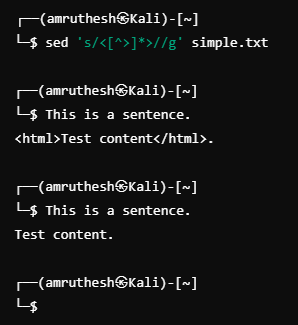 ┌──(amruthesh㉿Kali)-[~]
└─$ sed 's/<[^>]*>//g' simple.txt
┌──(amruthesh㉿Kali)-[~]
└─$ This is a sentence.
<html>Test content</html>.
┌──(amruthesh㉿Kali)-[~]
└─$ This is a sentence.
Test content.
┌──(amruthesh㉿Kali)-[~]
└─$